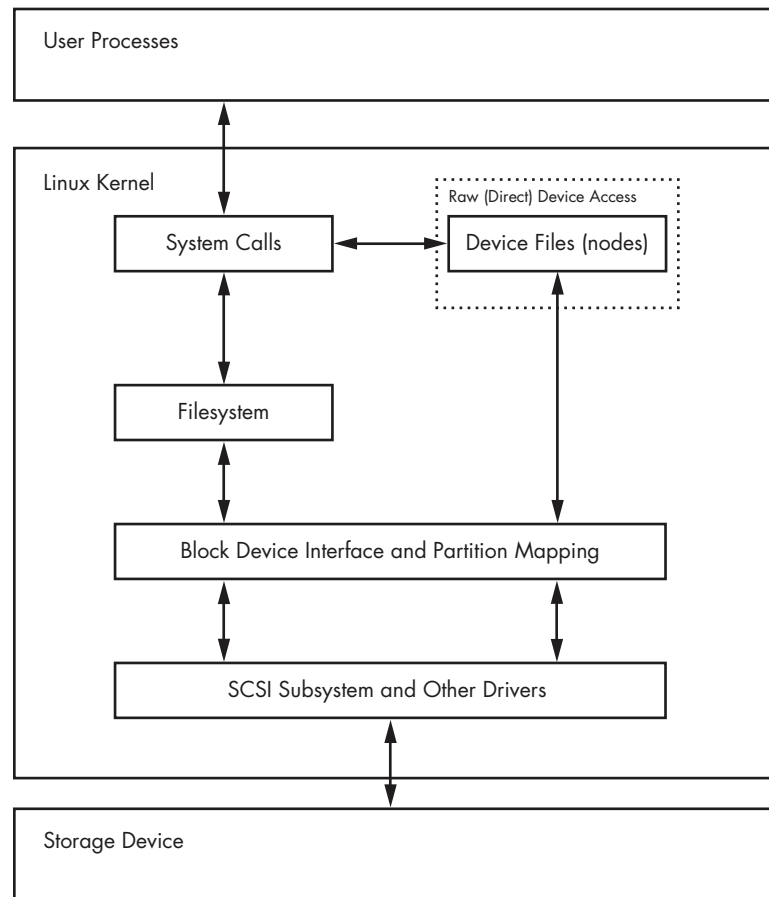 User Processes
Linux Kernel
Raw (Direct) Device Access
System Calls
Device Files (nodes)
Filesystem
Block Device Interface and Partition Mapping
SCSI Subsystem and Other Drivers
Storage Device